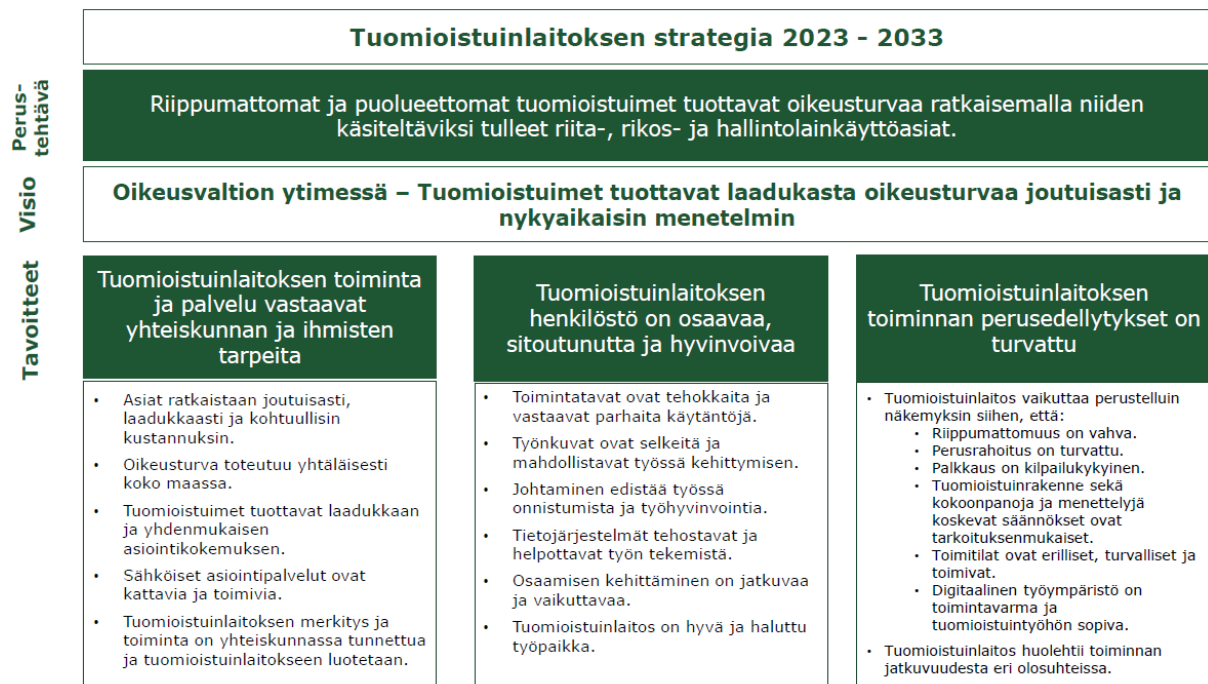 Tuomioistuinlaitoksen strategia 2023 - 2033
Perus-
tehtävä
Riippumattomat ja puolueettomat tuomioistuimet tuottavat oikeusturvaa ratkaisemalla niiden
käsiteltäviksi tulleet riita-, rikos- ja hallintolainkäyttöasiat.
Visio
Oikeusvaltion ytimessä – Tuomioistuimet tuottavat laadukasta oikeusturvaa joutuisasti ja
nykyaikaisin menetelmin
Tavoitteet
Tuomioistuinlaitoksen toiminta
ja palvelu vastaavat
yhteiskunnan ja ihmisten
tarpeita
• Asiat ratkaistaan joutuisasti,
laadukkaasti ja kohtuullisin
kustannuksin.
• Oikeusturva toteutuu yhtäläisesti
koko maassa.
• Tuomioistuimet tuottavat laadukkaan
ja yhdenmukaisen
asiointikokemuksen.
• Sähköiset asiointipalvelut ovat
kattavia ja toimivia.
• Tuomioistuinlaitoksen merkitys ja
toiminta on yhteiskunnassa tunnettua
ja tuomioistuinlaitokseen luotetaan.
Tuomioistuinlaitoksen
henkilöstö on osaavaa,
sitoutunutta ja hyvinvoivaa
• Toimintatavat ovat tehokkaita ja
vastaavat parhaita käytäntöjä.
• Työnkuvat ovat selkeitä ja
mahdollistavat työssä kehittymisen.
• Johtaminen edistää työssä
onnistumista ja työhyvinvointia.
• Tietojärjestelmät tehostavat ja
helpottavat työn tekemistä.
• Osaamisen kehittäminen on jatkuvaa
ja vaikuttavaa.
• Tuomioistuinlaitos on hyvä ja haluttu
työpaikka.
Tuomioistuinlaitoksen
toiminnan perusedellytykset on
turvattu
• Tuomioistuinlaitos vaikuttaa perustelluin
näkemyksin siihen, että:
• Riippumattomuus on vahva.
• Perusrahoitus on turvattu.
• Palkkaus on kilpailukykyinen.
• Tuomioistuinrakenne sekä
kokoonpanoja ja menettelyjä
koskevat säännökset ovat
tarkoituksenmukaiset.
• Toimitilat ovat erilliset, turvalliset ja
toimivat.
• Digitaalinen työympäristö on
toimintavarma ja
tuomioistuintyöhön sopiva.
• Tuomioistuinlaitos huolehtii toiminnan
jatkuvuudesta eri olosuhteissa.